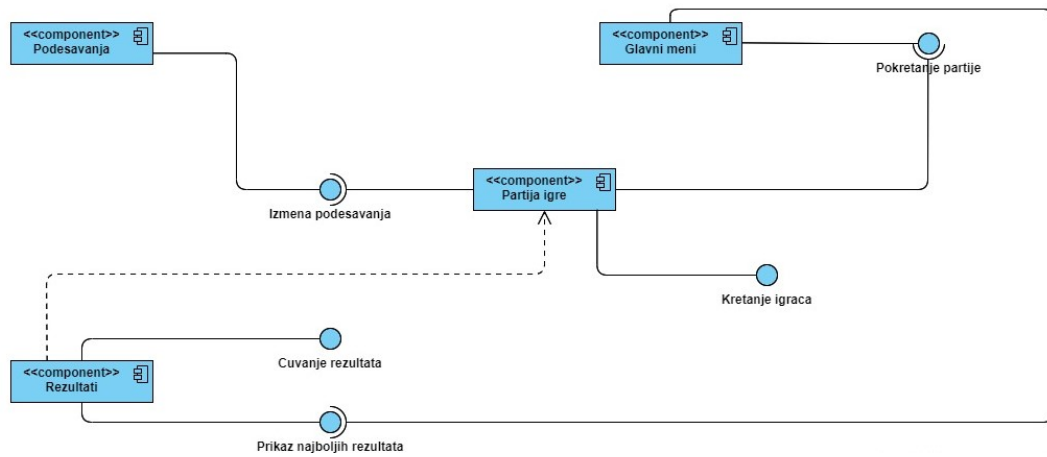 <<component>>
Podesavanja
<<component>>
Glavni meni
Pokretanje partije
<<component>>
Partija igre
Izmena podesavanja
Kretanje igraca
Cuvanje rezultata
<<component>>
Rezultati
Prikaz najboljih rezultata